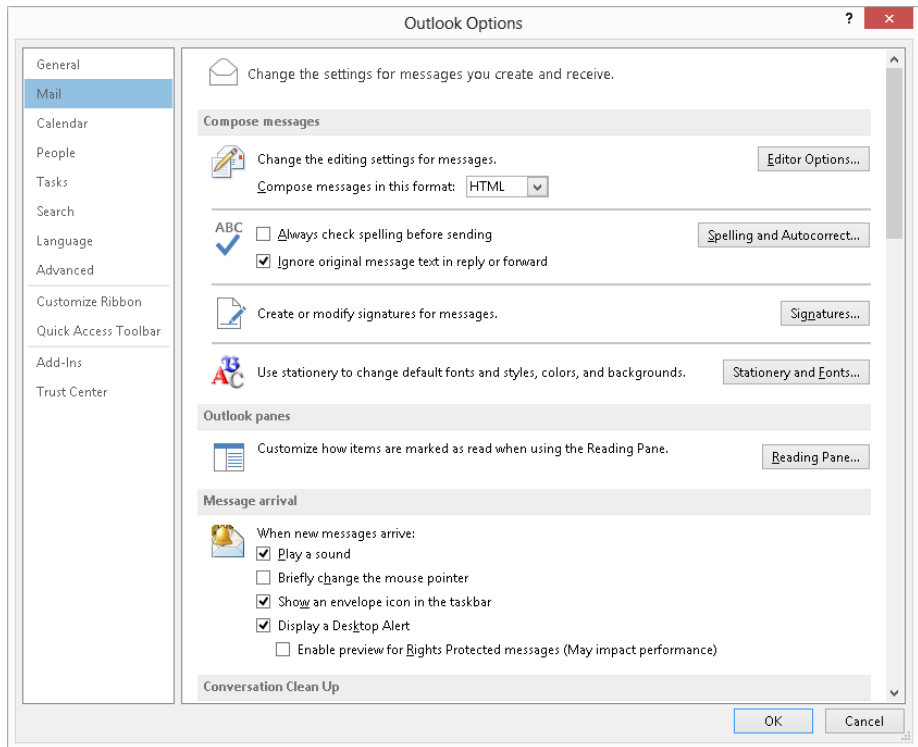 Outlook Options
?
General
Mail
Calendar
People
Tasks
Search
Language
Advanced
Customize Ribbon
Quick Access Toolbar
Add-Ins
Trust Center
Change the settings for messages you create and receive.
Compose messages
Change the editing settings for messages.
Editor Options...
Compose messages in this format: HTML
ABC
Always check spelling before sending
Spelling and Autocorrect...
Ignore original message text in reply or forward
Create or modify signatures for messages.
Signatures...
ABC
Use stationery to change default fonts and styles, colors, and backgrounds.
Stationery and Fonts...
Outlook panes
Customize how items are marked as read when using the Reading Pane.
Reading Pane...
Message arrival
When new messages arrive:
Play a sound
Briefly change the mouse pointer
Show an envelope icon in the taskbar
Display a Desktop Alert
Enable preview for Rights Protected messages (May impact performance)
Conversation Clean Up
OK
Cancel